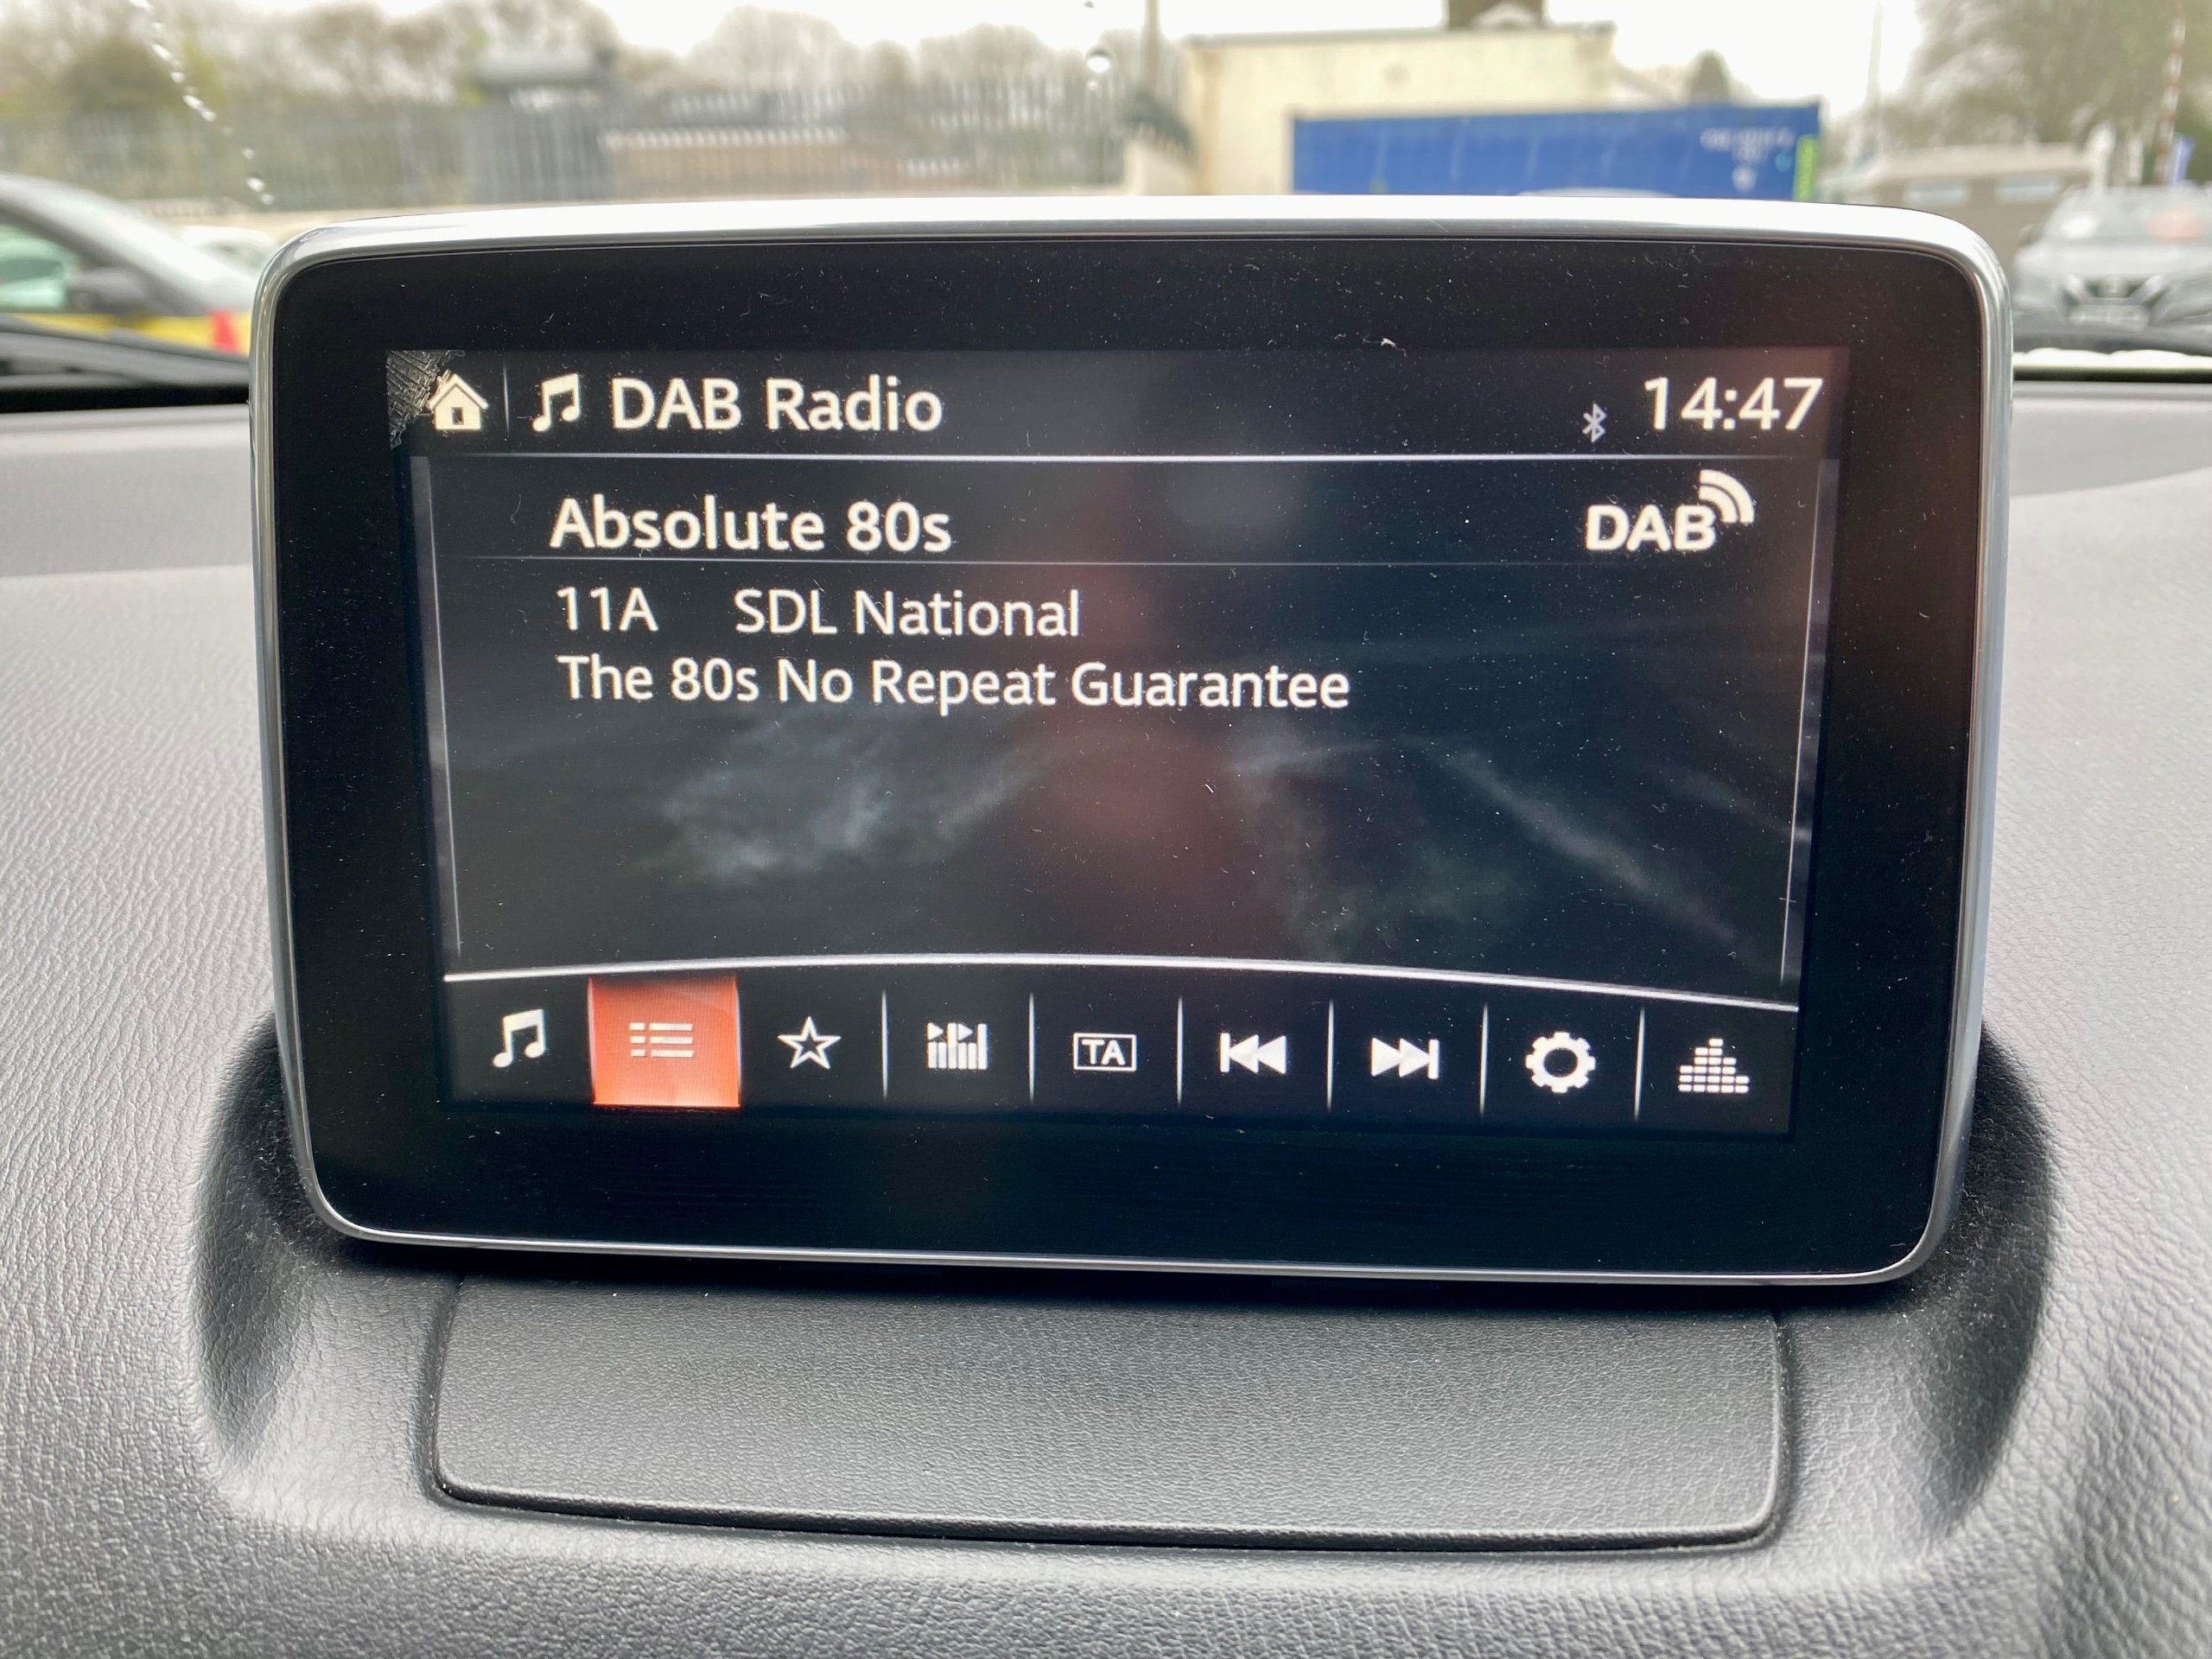 DAB Radio 14:47
Absolute 80s DAB
11A SDL National
The 80s No Repeat Guarantee
TA